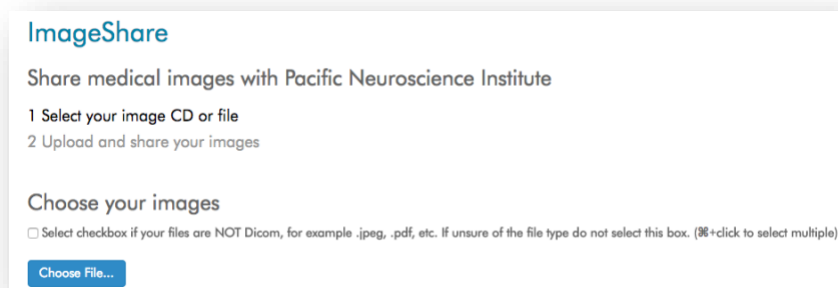 ImageShare
Share medical images with Pacific Neuroscience Institute
1 Select your image CD or file
2 Upload and share your images
Choose your images
Select checkbox if your files are NOT Dicom, for example .jpeg, .pdf, etc. If unsure of the file type do not select this box. (⌘+click to select multiple)
Choose File...